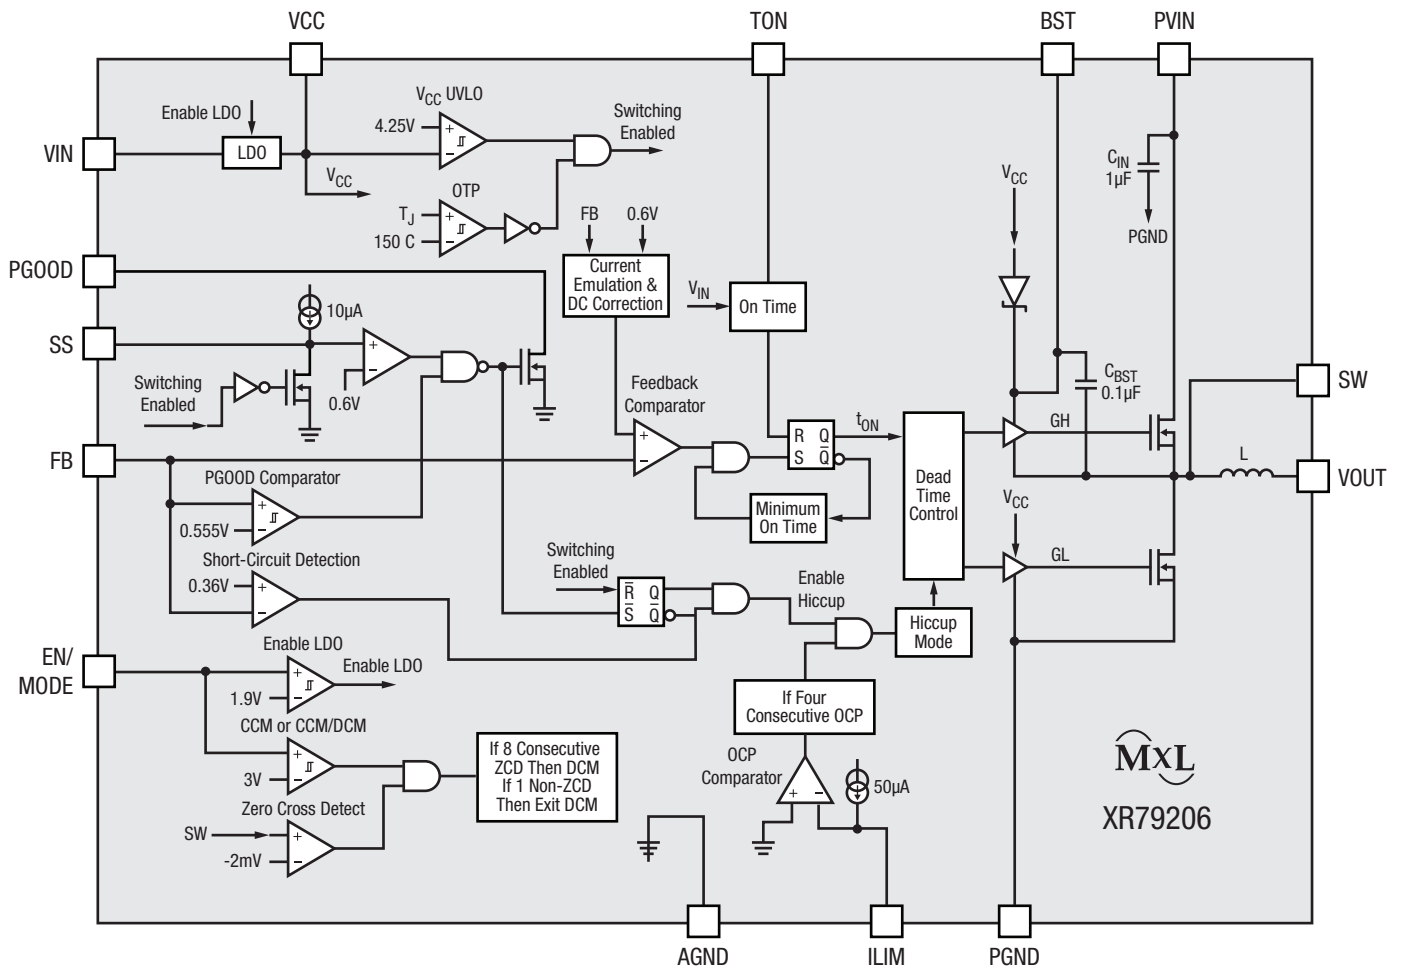 VCC
TON
BST
PVIN
Enable LDO
VCC UVLO
4.25V
+
−
Switching
Enabled
VIN
LDO
VCC
OTP
TJ
+
150 C
−
FB
0.6V
VCC
CIN
1µF
PGND
PGOOD
Current
Emulation &
DC Correction
VIN
On Time
10µA
SS
+
−
0.6V
Switching
Enabled
Feedback
Comparator
+
−
tON
R Q
S Q̅
CBST
0.1µF
SW
GH
FB
PGOOD Comparator
+
0.555V
−
Minimum
On Time
Dead
Time
Control
L
VOUT
VCC
GL
Short-Circuit Detection
0.36V
+
−
Switching
Enabled
R̅ Q
S̅ Q̅
Enable
Hiccup
Hiccup
Mode
EN/
MODE
Enable LDO
+
1.9V
−
Enable LDO
If Four
Consecutive OCP
CCM or CCM/DCM
+
3V
−
If 8 Consecutive
ZCD Then DCM
If 1 Non-ZCD
Then Exit DCM
OCP
Comparator
+ −
50µA
Zero Cross Detect
SW
+
-2mV
−
MxL
XR79206
AGND
ILIM
PGND